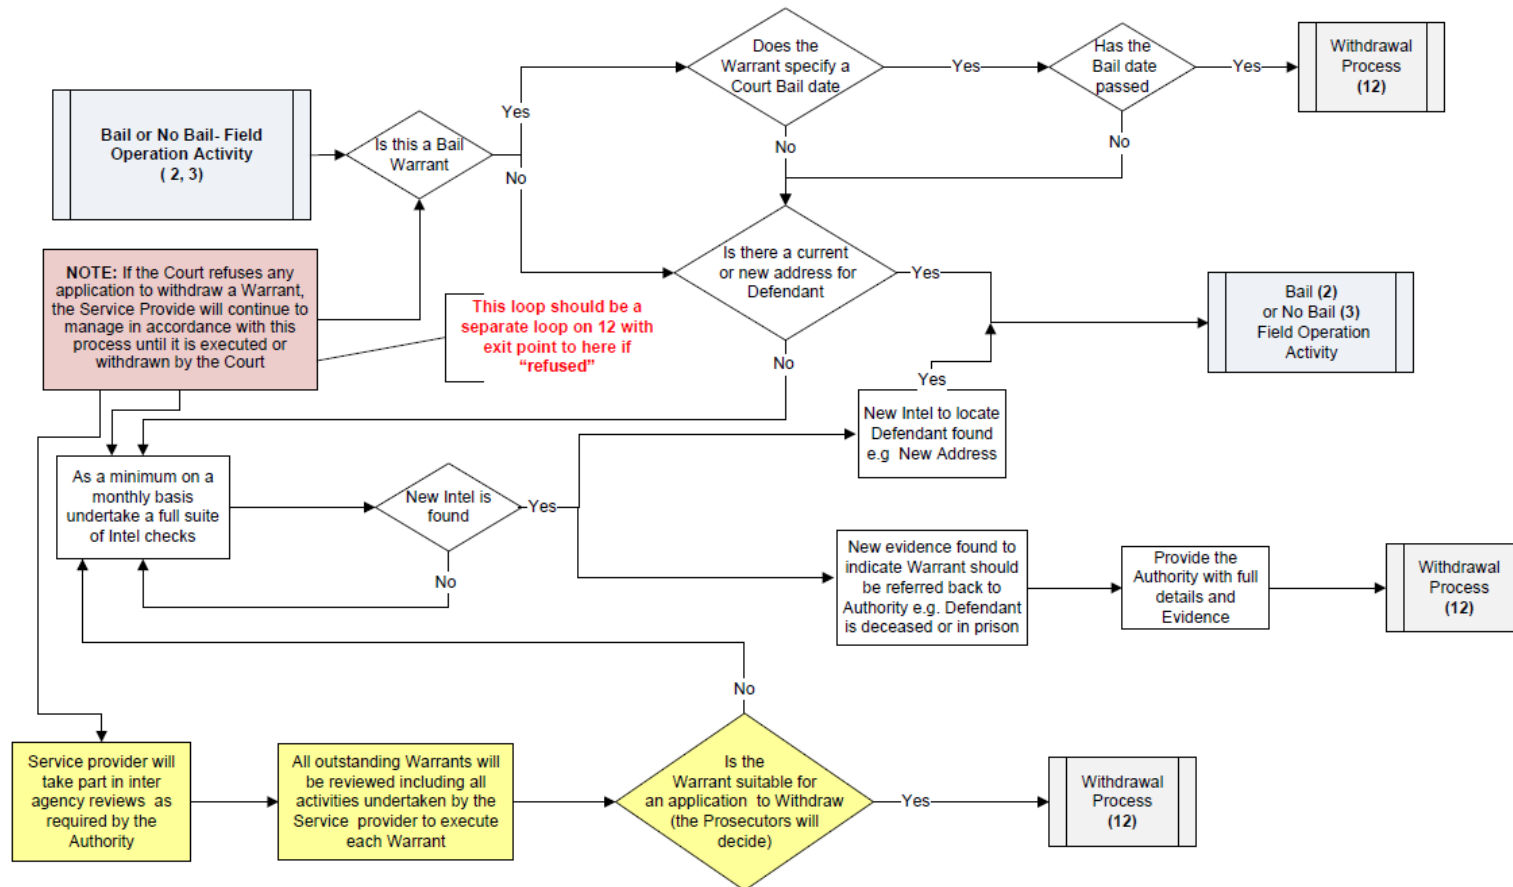 Does the
Warrant specify a
Court Bail date
Yes
Has the
Bail date
passed
Yes
Withdrawal
Process
(12)
Bail or No Bail- Field
Operation Activity
( 2, 3)
Is this a Bail
Warrant
Yes
No
No
No
NOTE: If the Court refuses any
application to withdraw a Warrant,
the Service Provide will continue to
manage in accordance with this
process until it is executed or
withdrawn by the Court
This loop should be a
separate loop on 12 with
exit point to here if
“refused”
Is there a current
or new address for
Defendant
Yes
No
Bail (2)
or No Bail (3)
Field Operation
Activity
Yes
New Intel to locate
Defendant found
e.g New Address
As a minimum on a
monthly basis
undertake a full suite
of Intel checks
New Intel is
found
Yes
No
New evidence found to
indicate Warrant should
be referred back to
Authority e.g. Defendant
is deceased or in prison
Provide the
Authority with full
details and
Evidence
Withdrawal
Process
(12)
No
Service provider will
take part in inter
agency reviews as
required by the
Authority
All outstanding Warrants will
be reviewed including all
activities undertaken by the
Service provider to execute
each Warrant
Is the
Warrant suitable for
an application to Withdraw
(the Prosecutors will
decide)
Yes
Withdrawal
Process
(12)